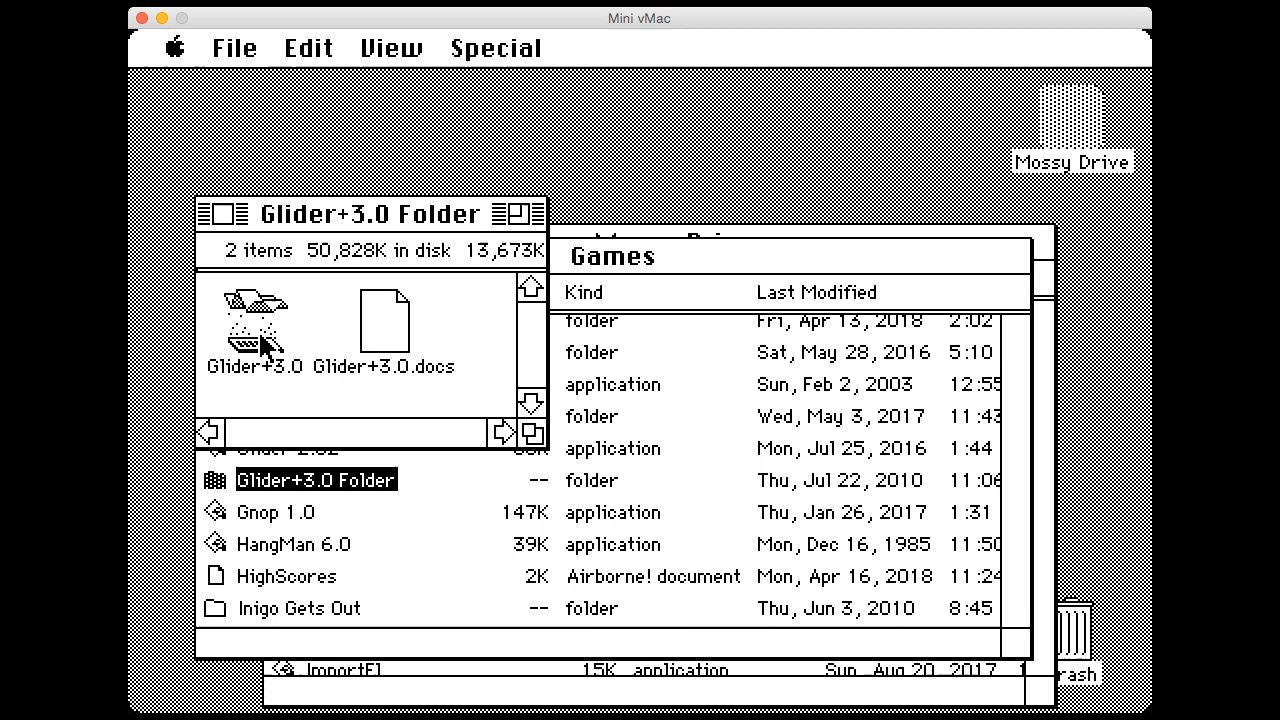 Mini vMac
File Edit View Special
Mossy Drive
Glider+3.0 Folder
2 items 50,828K in disk 13,673K
Games
Kind Last Modified
Glider+3.0 Glider+3.0.docs
folder Fri, Apr 13, 2018 2:02
folder Sat, May 28, 2016 5:10
application Sun, Feb 2, 2003 12:55
folder Wed, May 3, 2017 11:43
application Mon, Jul 25, 2016 1:44
Glider+3.0 Folder -- folder Thu, Jul 22, 2010 11:06
Gnop 1.0 147K application Thu, Jan 26, 2017 1:31
HangMan 6.0 39K application Mon, Dec 16, 1985 11:50
HighScores 2K Airborne! document Mon, Apr 16, 2018 11:24
Inigo Gets Out -- folder Thu, Jun 3, 2010 8:45
15K application Sun, Aug 20, 2017
rash